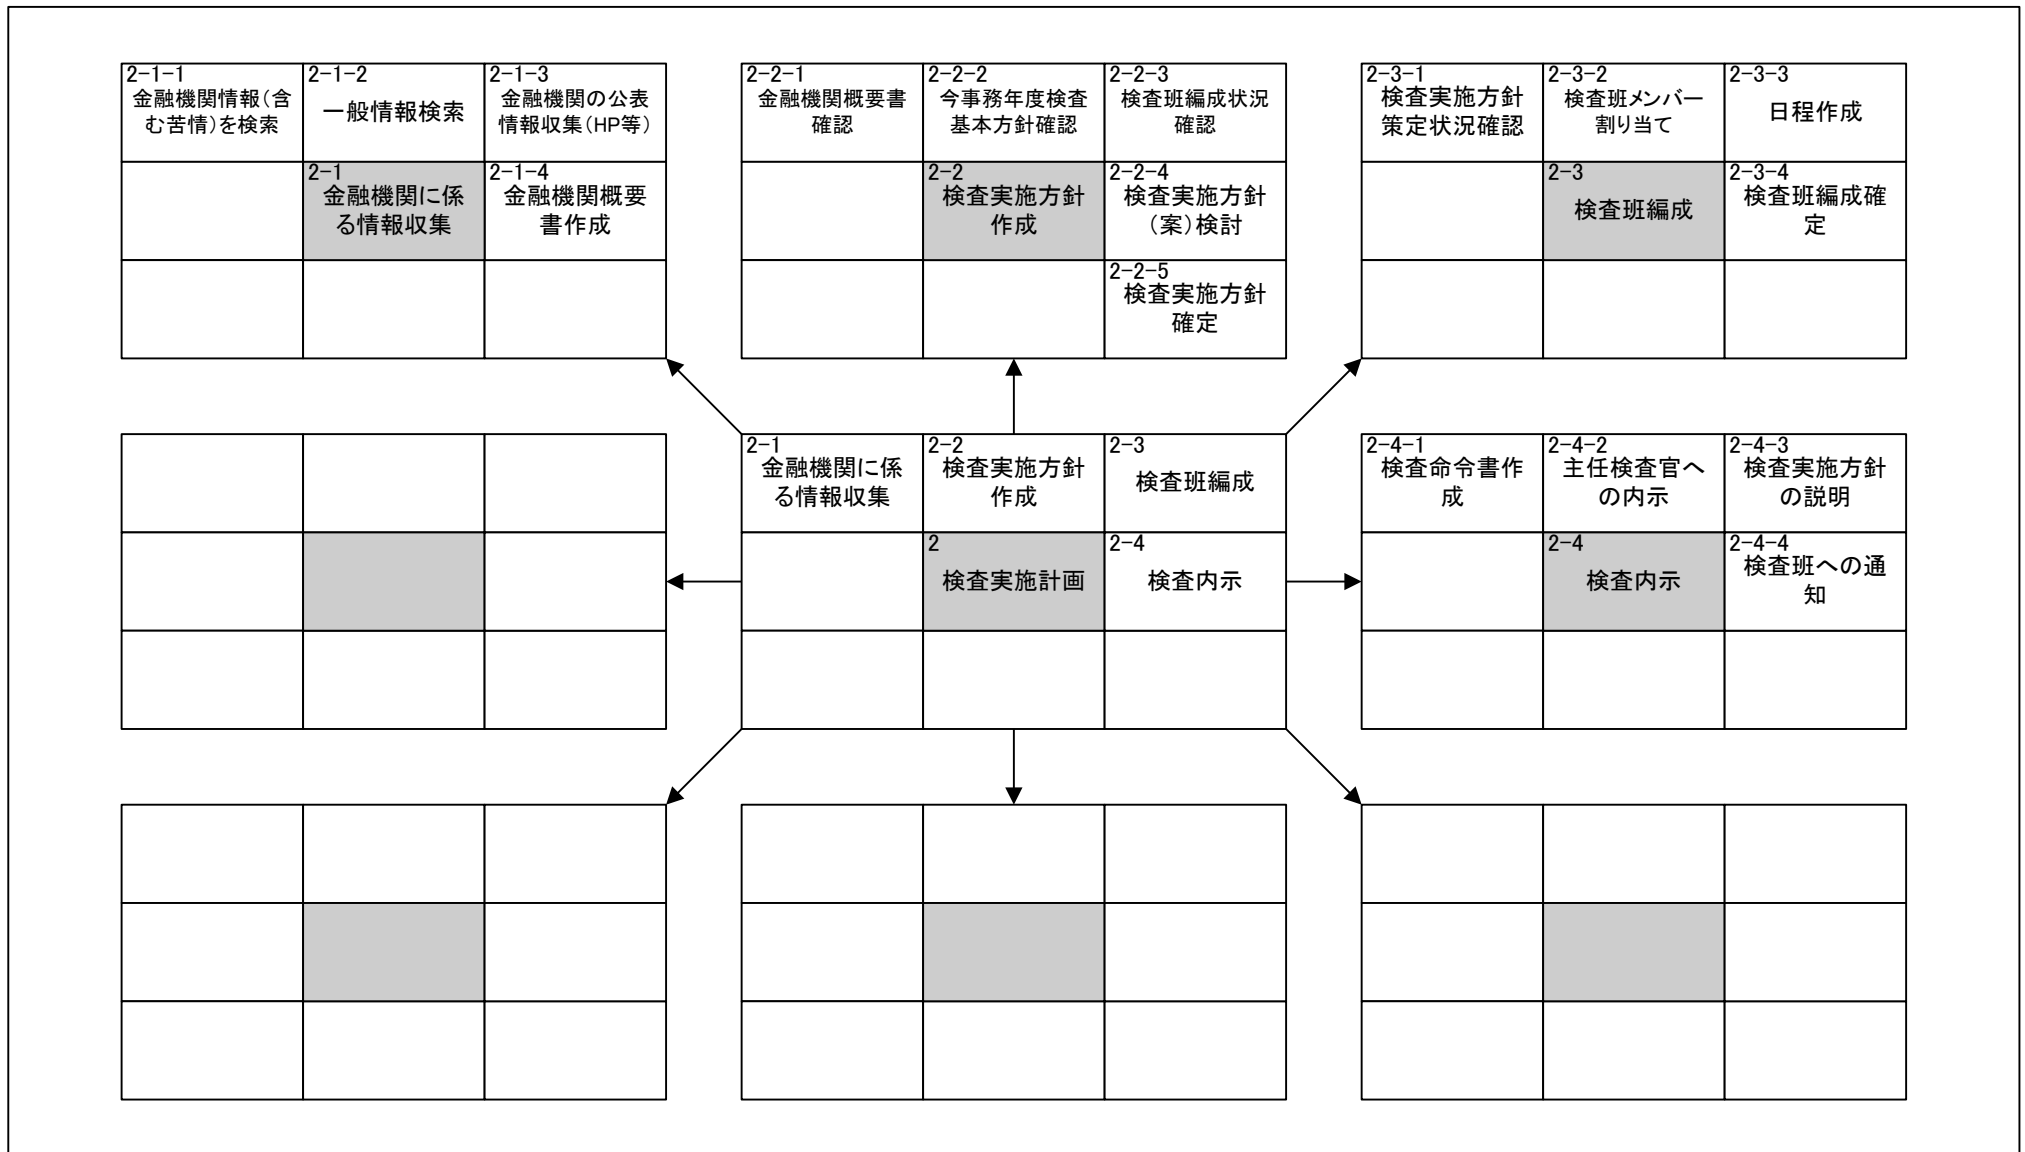 2-1-1
金融機関情報(含
む苦情)を検索
2-1-2
一般情報検索
2-1-3
金融機関の公表
情報収集(HP等)
2-1
金融機関に係
る情報収集
2-1-4
金融機関概要
書作成
2-2-1
金融機関概要書
確認
2-2-2
今事務年度検査
基本方針確認
2-2-3
検査班編成状況
確認
2-2
検査実施方針
作成
2-2-4
検査実施方針
(案)検討
2-2-5
検査実施方針
確定
2-3-1
検査実施方針
策定状況確認
2-3-2
検査班メンバー
割り当て
2-3-3
日程作成
2-3
検査班編成
2-3-4
検査班編成確
定
2-1
金融機関に係
る情報収集
2-2
検査実施方針
作成
2-3
検査班編成
2
検査実施計画
2-4
検査内示
2-4-1
検査命令書作
成
2-4-2
主任検査官へ
の内示
2-4-3
検査実施方針
の説明
2-4
検査内示
2-4-4
検査班への通
知